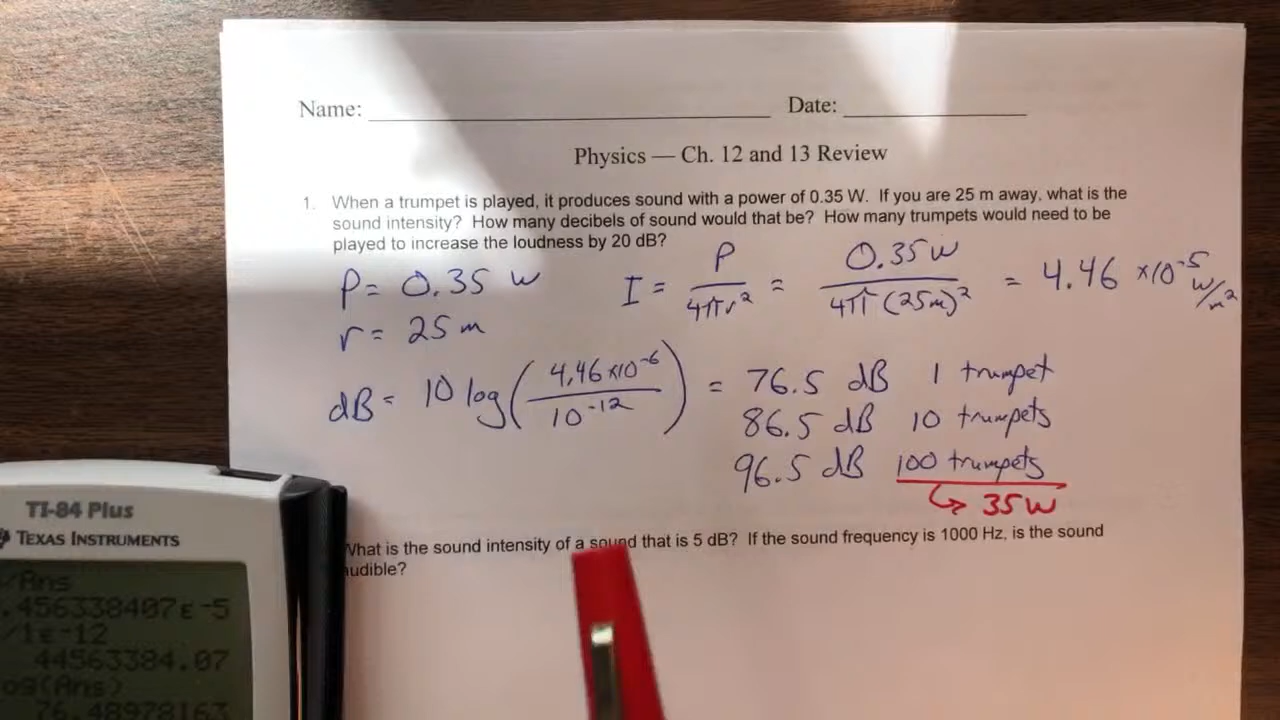 Name: ____________ Date: ____________
Physics — Ch. 12 and 13 Review
1. When a trumpet is played, it produces sound with a power of 0.35 W. If you are 25 m away, what is the
sound intensity? How many decibels of sound would that be? How many trumpets would need to be
played to increase the loudness by 20 dB?
P = 0.35 W
r = 25 m
I = P / 4πr² = 0.35 W / 4π (25m)² = 4.46 ×10⁻⁵ W/m²
dB = 10 log( 4.46×10⁻⁶ / 10⁻¹² ) = 76.5 dB 1 trumpet
86.5 dB 10 trumpets
96.5 dB 100 trumpets
↳ 35 W
What is the sound intensity of a sound that is 5 dB? If the sound frequency is 1000 Hz, is the sound
audible?
TI-84 Plus
TEXAS INSTRUMENTS
/Ans
.456338407E-5
/1E-12
44563384.07
og(Ans)
76.48978163